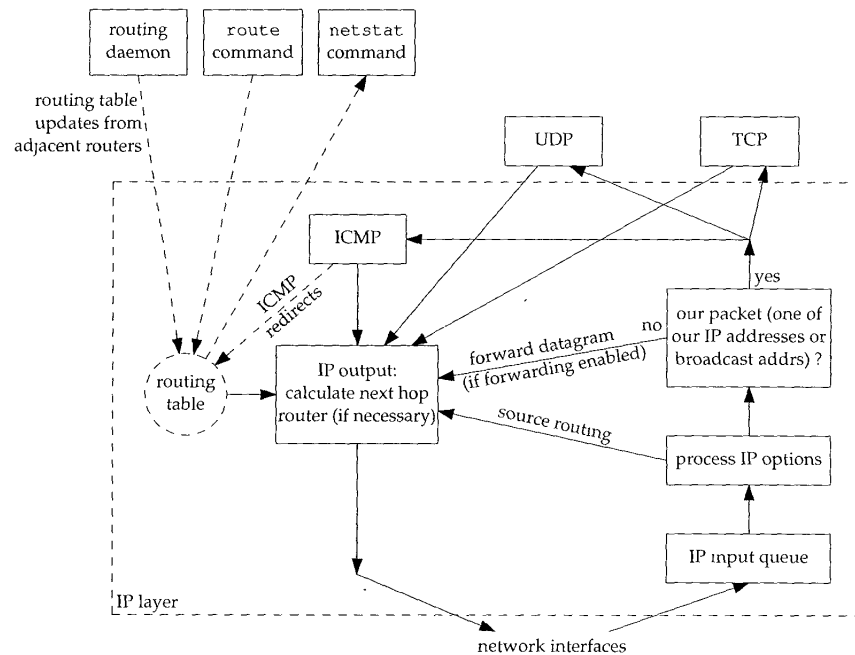 routing
daemon
route
command
netstat
command
routing table
updates from
adjacent routers
UDP
TCP
ICMP
ICMP
redirects
yes
our packet (one of
our IP addresses or
broadcast addrs) ?
no
forward datagram
(if forwarding enabled)
IP output:
calculate next hop
router (if necessary)
routing
table
source routing
process IP options
IP input queue
IP layer
network interfaces